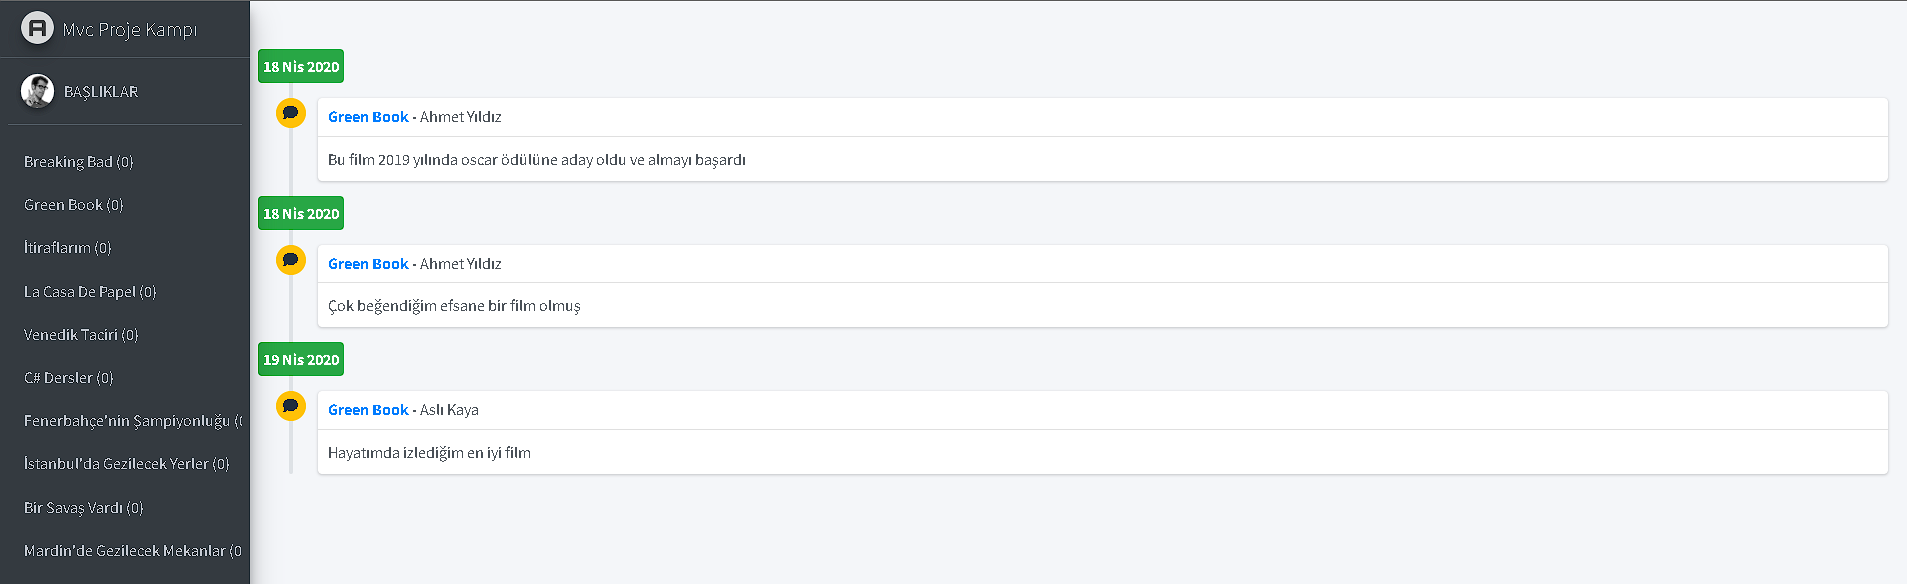 Mvc Proje Kampı
BAŞLIKLAR
Breaking Bad (0)
Green Book (0)
İtiraflarım (0)
La Casa De Papel (0)
Venedik Taciri (0)
C# Dersler (0)
Fenerbahçe'nin Şampiyonluğu (
İstanbul'da Gezilecek Yerler (0)
Bir Savaş Vardı (0)
Mardin'de Gezilecek Mekanlar (0
18 Nis 2020
Green Book - Ahmet Yıldız
Bu film 2019 yılında oscar ödülüne aday oldu ve almayı başardı
18 Nis 2020
Green Book - Ahmet Yıldız
Çok beğendiğim efsane bir film olmuş
19 Nis 2020
Green Book - Aslı Kaya
Hayatımda izlediğim en iyi film